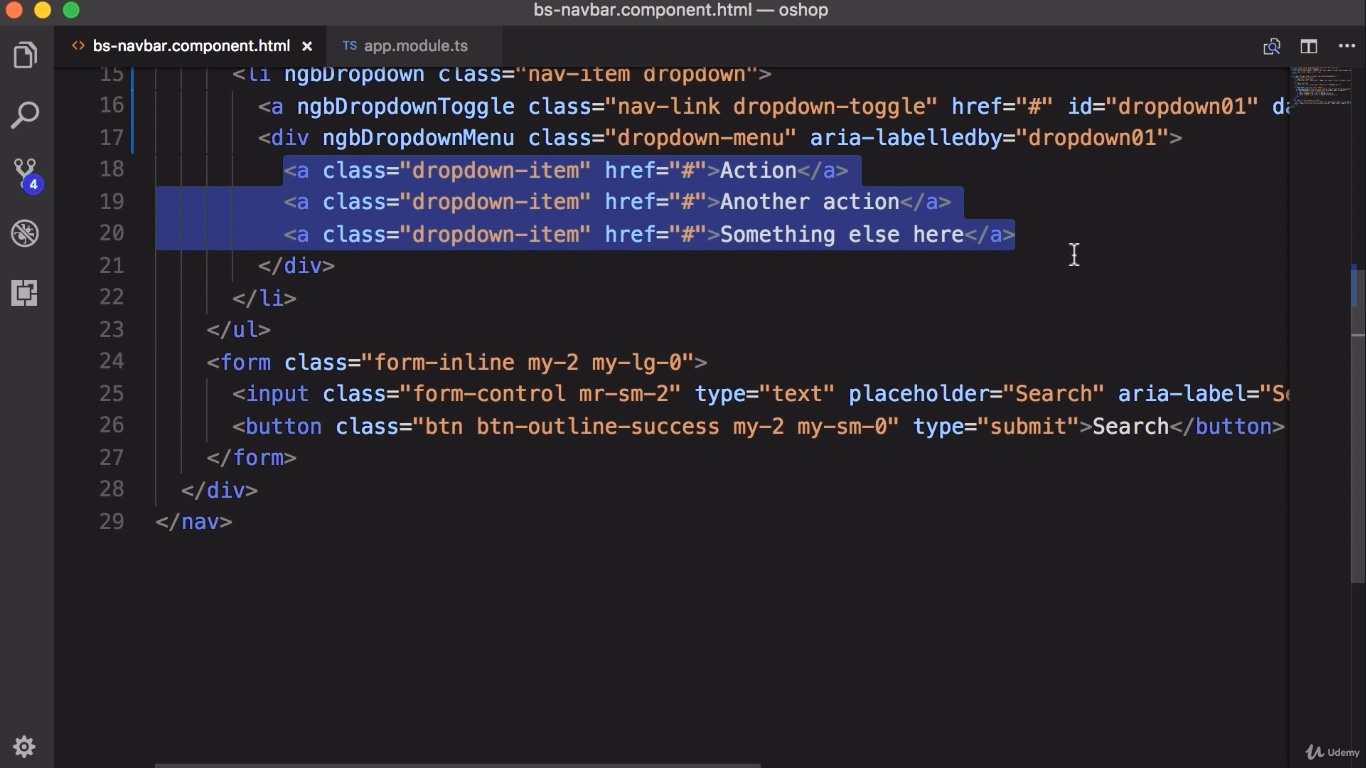 bs-navbar.component.html — oshop
<> bs-navbar.component.html × TS app.module.ts
15 <li ngbDropdown class="nav-item dropdown">
16 <a ngbDropdownToggle class="nav-link dropdown-toggle" href="#" id="dropdown01"
17 <div ngbDropdownMenu class="dropdown-menu" aria-labelledby="dropdown01">
18 <a class="dropdown-item" href="#">Action</a>
19 <a class="dropdown-item" href="#">Another action</a>
20 <a class="dropdown-item" href="#">Something else here</a>
21 </div>
22 </li>
23 </ul>
24 <form class="form-inline my-2 my-lg-0">
25 <input class="form-control mr-sm-2" type="text" placeholder="Search" aria-label="
26 <button class="btn btn-outline-success my-2 my-sm-0" type="submit">Search</button>
27 </form>
28 </div>
29 </nav>
4
Udemy